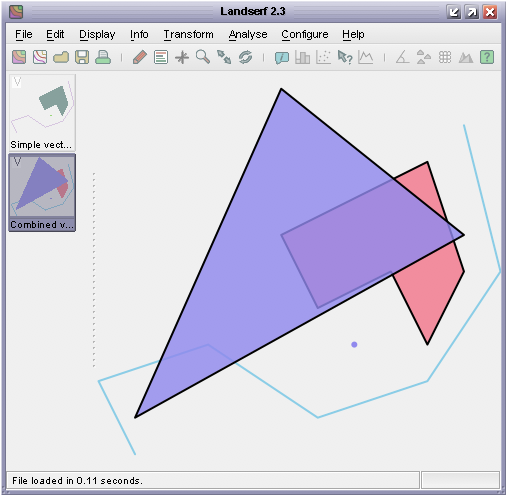 Landserf 2.3
File Edit Display Info Transform Analyse Configure Help
V
Simple vect...
V
Combined v...
File loaded in 0.11 seconds.